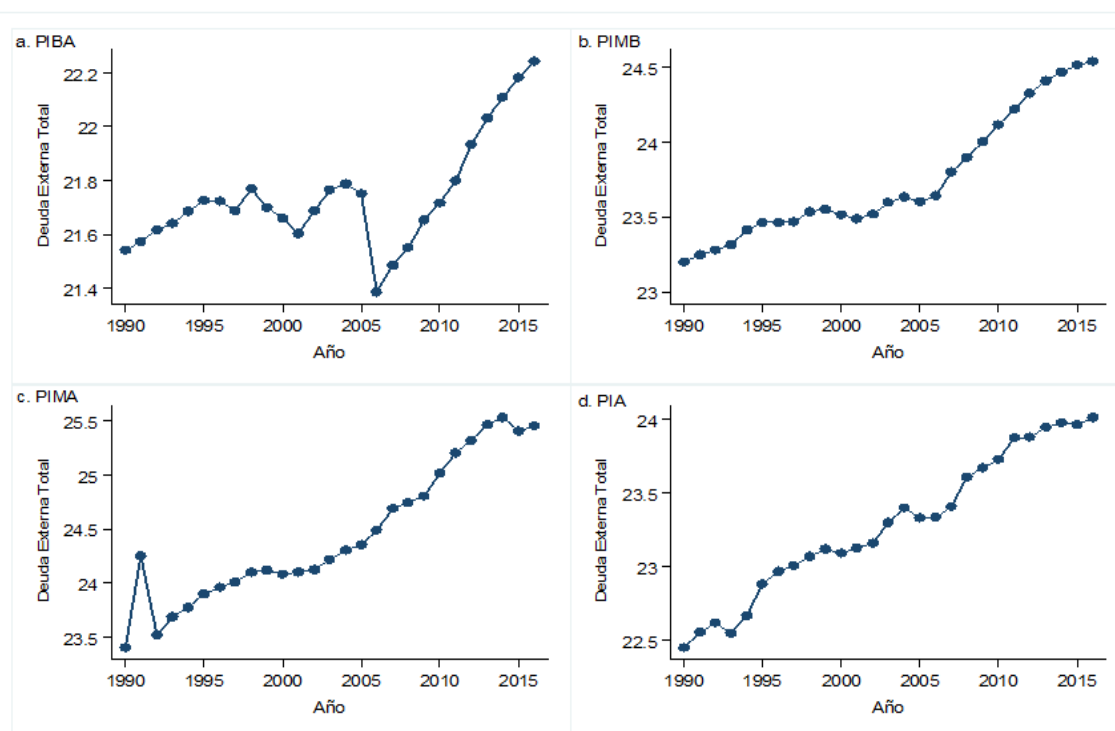 a. PIBA
Deuda Externa Total
22.2
22
21.8
21.6
21.4
1990 1995 2000 2005 2010 2015
Año
b. PIMB
Deuda Externa Total
24.5
24
23.5
23
1990 1995 2000 2005 2010 2015
Año
c. PIMA
Deuda Externa Total
25.5
25
24.5
24
23.5
1990 1995 2000 2005 2010 2015
Año
d. PIA
Deuda Externa Total
24
23.5
23
22.5
1990 1995 2000 2005 2010 2015
Año